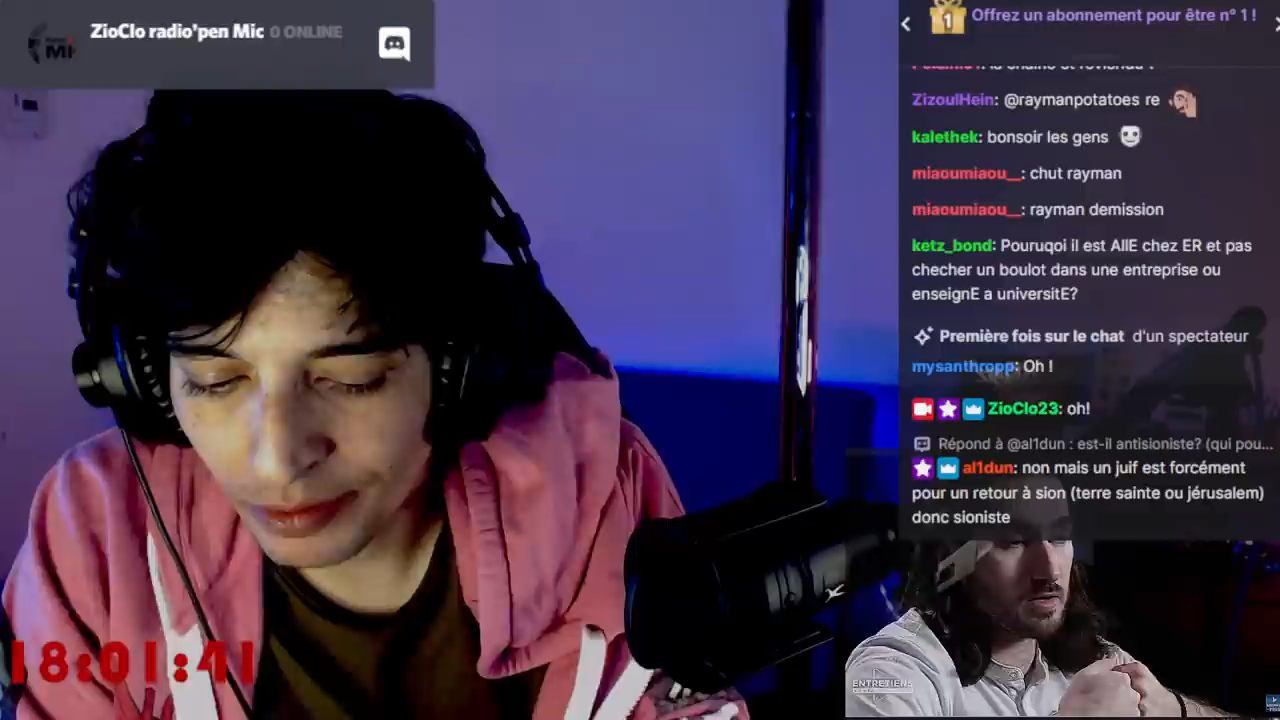 ZioClo radio'pen Mic 0 ONLINE
1
Offrez un abonnement pour être n° 1 !
ZizoulHein: @raymanpotatoes re
kalethek: bonsoir les gens
miaoumiaou__: chut rayman
miaoumiaou__: rayman demission
ketz_bond: Pouruqoi il est AllE chez ER et pas
checher un boulot dans une entreprise ou
enseignE a universitE?
Première fois sur le chat d'un spectateur
mysanthropp: Oh !
ZioClo23: oh!
Répond à @al1dun : est-il antisioniste? (qui pou...
al1dun: non mais un juif est forcément
pour un retour à sion (terre sainte ou jérusalem)
donc sioniste
18:01:41
ENTRETIENS